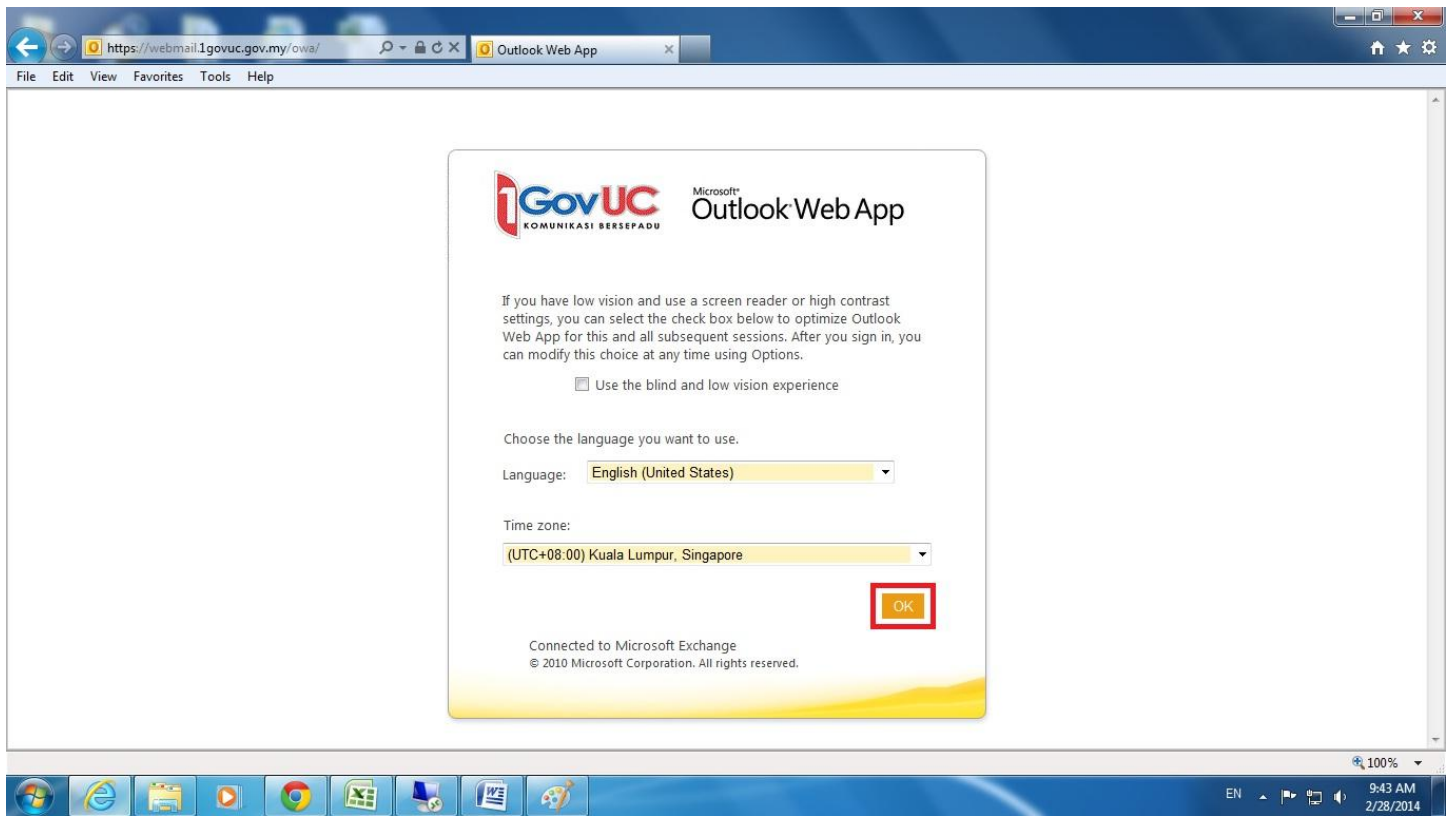 https://webmail.1govuc.gov.my/owa/
Outlook Web App
File Edit View Favorites Tools Help
1GovUC
KOMUNIKASI BERSEPADU
Microsoft®
Outlook Web App
If you have low vision and use a screen reader or high contrast
settings, you can select the check box below to optimize Outlook
Web App for this and all subsequent sessions. After you sign in, you
can modify this choice at any time using Options.
Use the blind and low vision experience
Choose the language you want to use.
Language: English (United States)
Time zone:
(UTC+08:00) Kuala Lumpur, Singapore
OK
Connected to Microsoft Exchange
© 2010 Microsoft Corporation. All rights reserved.
100%
EN
9:43 AM
2/28/2014